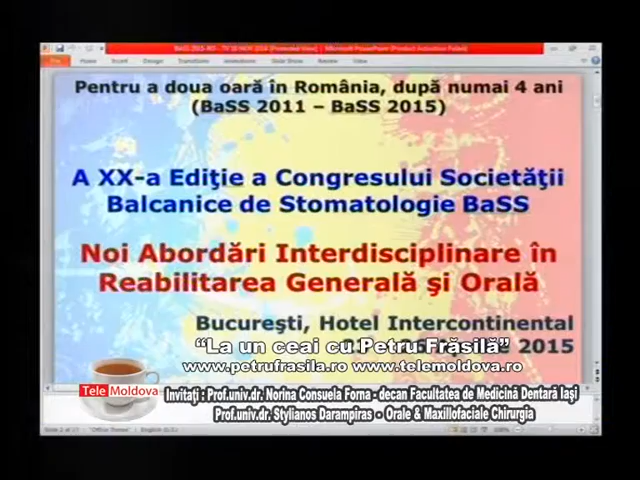 Pentru a doua oară în România, după numai 4 ani
(BaSS 2011 – BaSS 2015)
A XX-a Ediţie a Congresului Societăţii
Balcanice de Stomatologie BaSS
Noi Abordări Interdisciplinare în
Reabilitarea Generală şi Orală
Bucureşti, Hotel Intercontinental
2015
“La un ceai cu Petru Frăsilă”
www.petrufrasila.ro www.telemoldova.ro
Tele Moldova
Invitaţi : Prof.univ.dr. Norina Consuela Forna - decan Facultatea de Medicină Dentară Iaşi
Prof.univ.dr. Stylianos Darampiras - Orale & Maxillofaciale Chirurgia